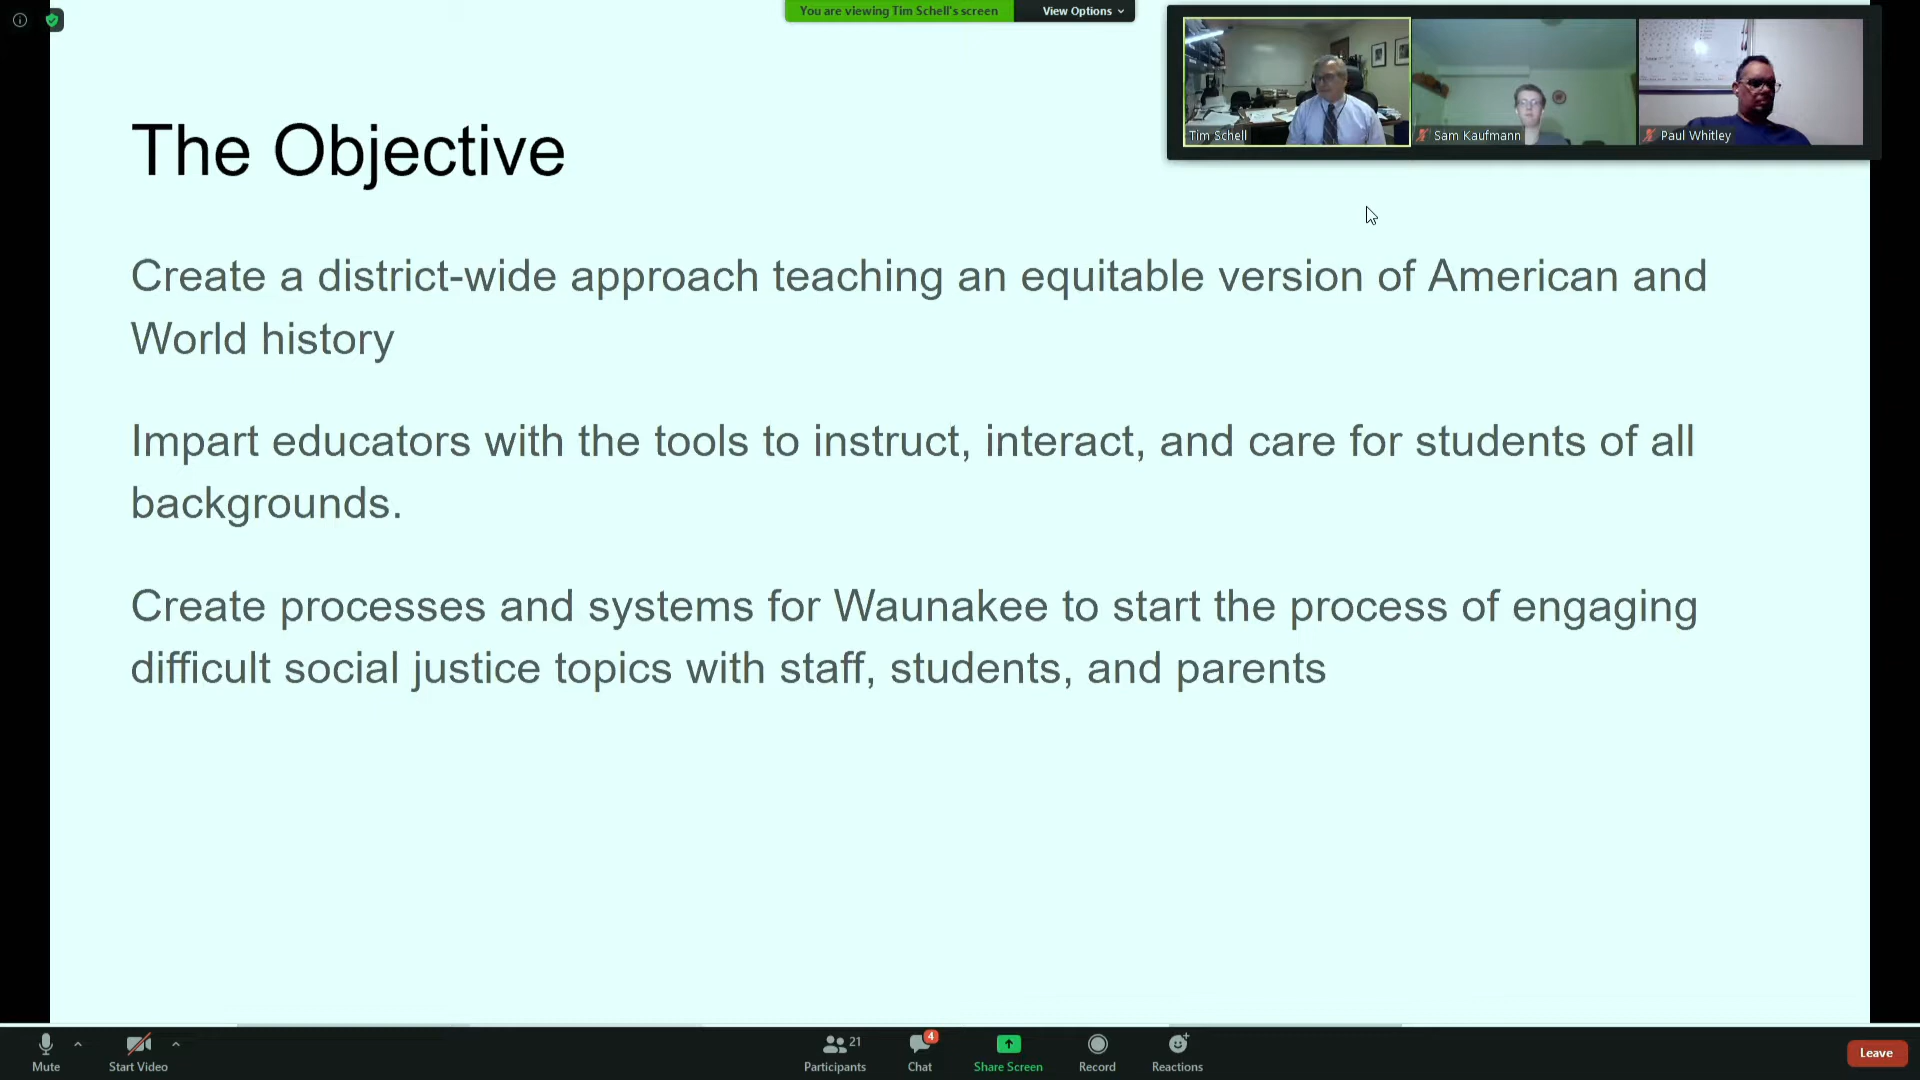 You are viewing Tim Schell's screen
View Options
Tim Schell
Sam Kaufmann
Paul Whitley
The Objective
Create a district-wide approach teaching an equitable version of American and
World history
Impart educators with the tools to instruct, interact, and care for students of all
backgrounds.
Create processes and systems for Waunakee to start the process of engaging
difficult social justice topics with staff, students, and parents
Mute
Start Video
21
Participants
4
Chat
Share Screen
Record
Reactions
Leave